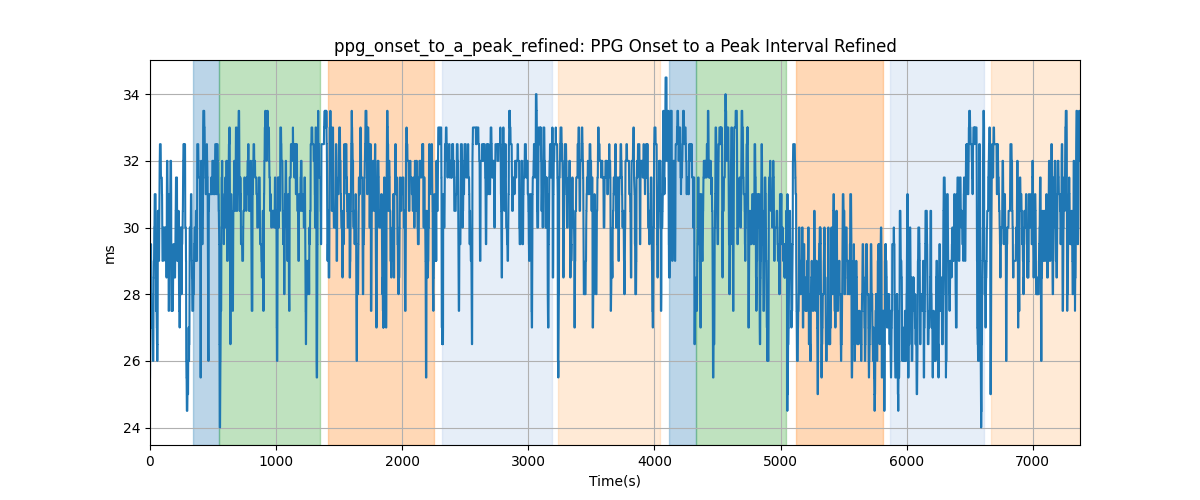 ppg_onset_to_a_peak_refined: PPG Onset to a Peak Interval Refined
ms
34
32
30
28
26
24
0 1000 2000 3000 4000 5000 6000 7000
Time(s)